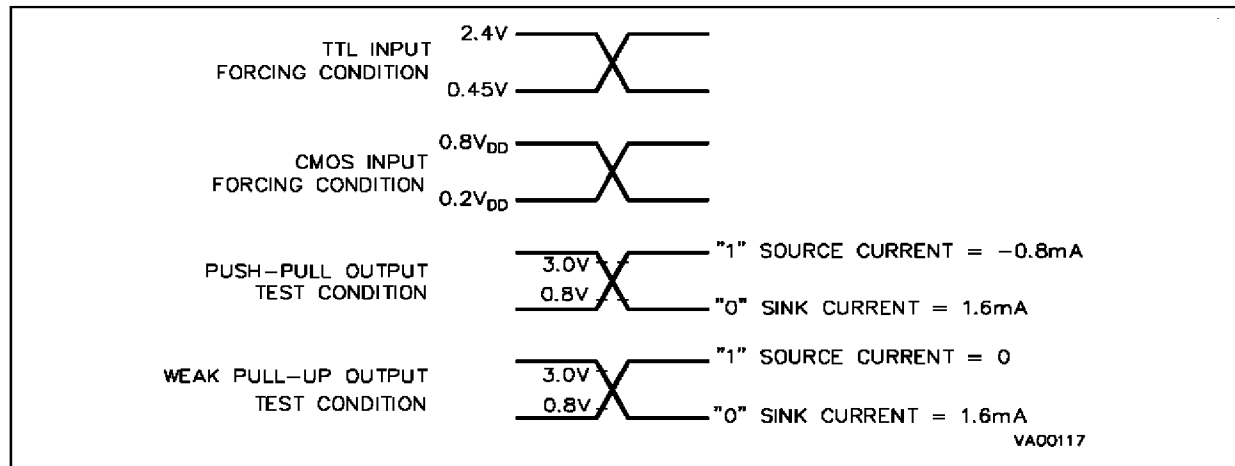 2.4V
TTL INPUT
FORCING CONDITION
0.45V
0.8VDD
CMOS INPUT
FORCING CONDITION
0.2VDD
"1" SOURCE CURRENT = −0.8mA
3.0V
PUSH−PULL OUTPUT
TEST CONDITION
0.8V
"0" SINK CURRENT = 1.6mA
"1" SOURCE CURRENT = 0
3.0V
WEAK PULL−UP OUTPUT
TEST CONDITION
0.8V
"0" SINK CURRENT = 1.6mA
VA00117